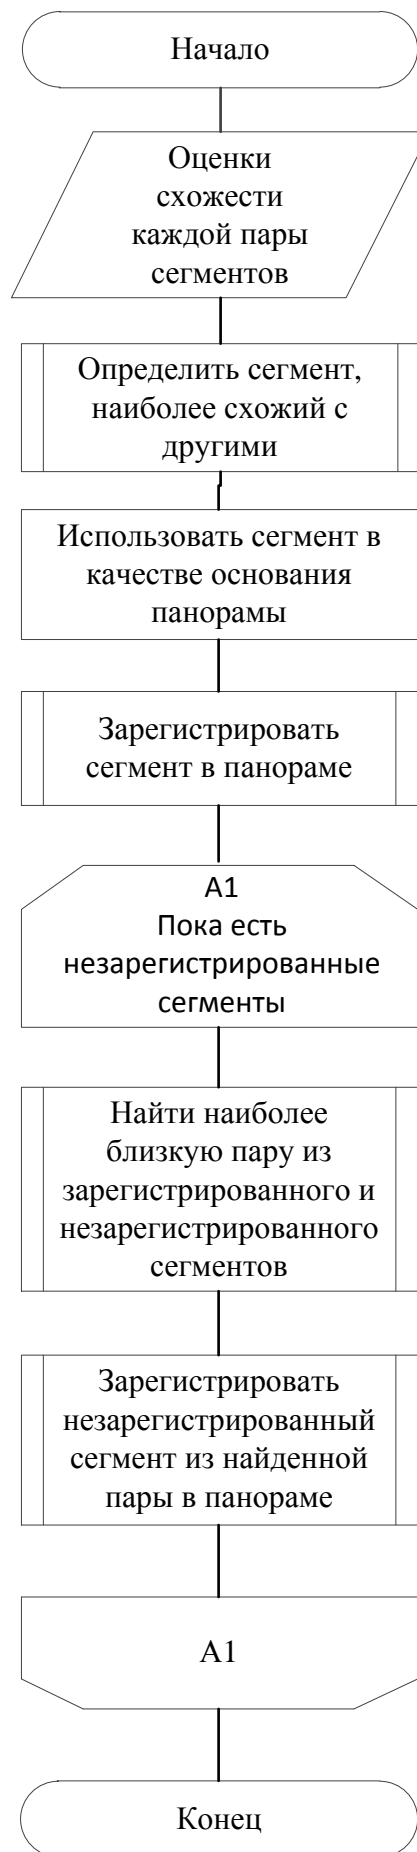 Начало
Оценки
схожести
каждой пары
сегментов
Определить сегмент,
наиболее схожий с
другими
Использовать сегмент в
качестве основания
панорамы
Зарегистрировать
сегмент в панораме
А1
Пока есть
незарегистрированные
сегменты
Найти наиболее
близкую пару из
зарегистрированного и
незарегистрированного
сегментов
Зарегистрировать
незарегистрированный
сегмент из найденной
пары в панораме
А1
Конец